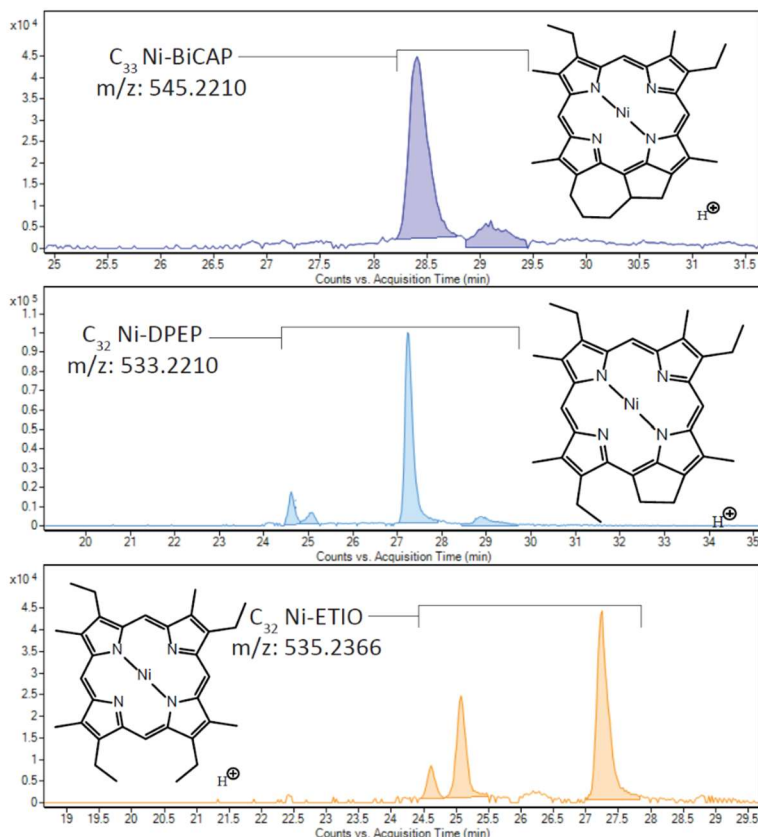 x10⁴
5
4.5
4
3.5
3
2.5
2
1.5
1
0.5
0
C₃₃ Ni-BiCAP
m/z: 545.2210
N N
Ni
N N
H⊕
25 25.5 26 26.5 27 27.5 28 28.5 29 29.5 30 30.5 31 31.5
Counts vs. Acquisition Time (min)
x10⁵
1.1
1
0.9
0.8
0.7
0.6
0.5
0.4
0.3
0.2
0.1
0
C₃₂ Ni-DPEP
m/z: 533.2210
N N
Ni
N N
H⊕
20 21 22 23 24 25 26 27 28 29 30 31 32 33 34 35
Counts vs. Acquisition Time (min)
x10⁴
4.5
4
3.5
3
2.5
2
1.5
1
0.5
0
N N
Ni
N N
H⊕
C₃₂ Ni-ETIO
m/z: 535.2366
19 19.5 20 20.5 21 21.5 22 22.5 23 23.5 24 24.5 25 25.5 26 26.5 27 27.5 28 28.5 29 29.5
Counts vs. Acquisition Time (min)